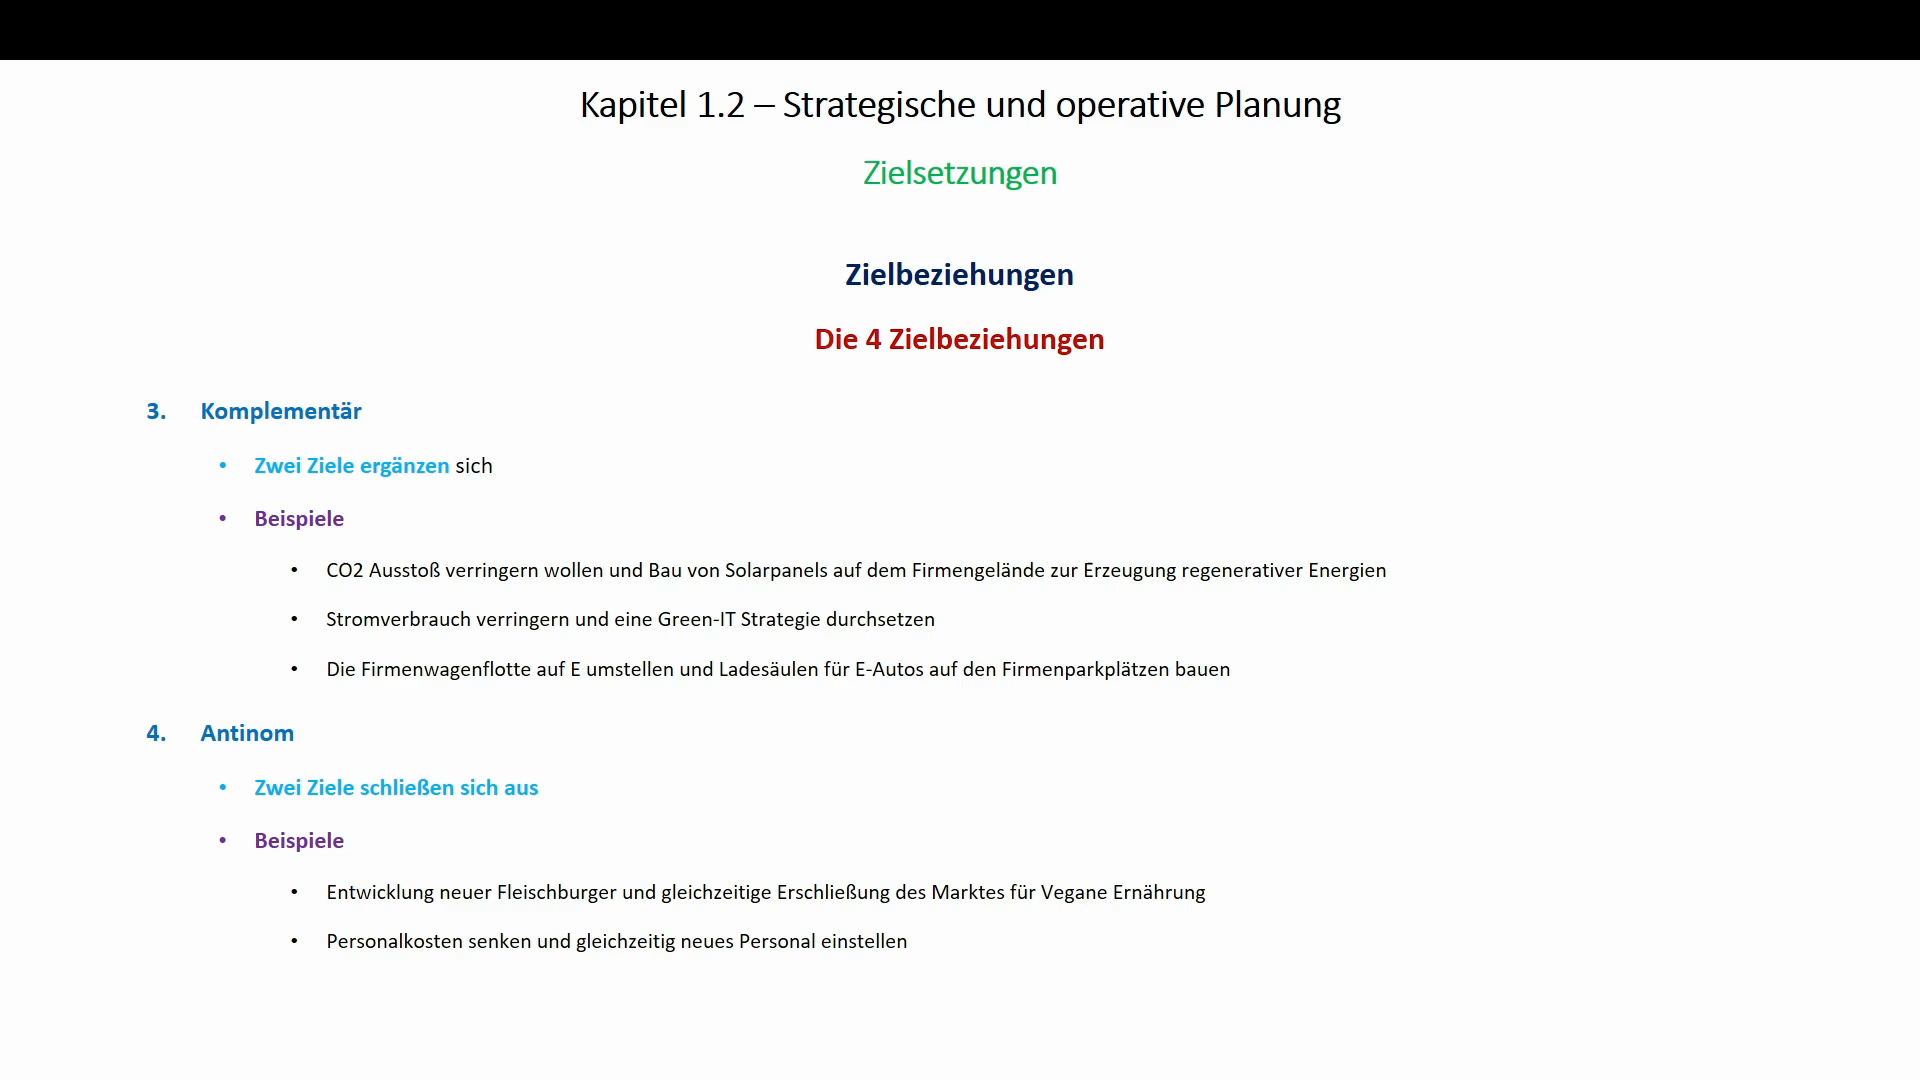 Kapitel 1.2 – Strategische und operative Planung
Zielsetzungen
Zielbeziehungen
Die 4 Zielbeziehungen
3. Komplementär
• Zwei Ziele ergänzen sich
• Beispiele
• CO2 Ausstoß verringern wollen und Bau von Solarpanels auf dem Firmengelände zur Erzeugung regenerativer Energien
• Stromverbrauch verringern und eine Green-IT Strategie durchsetzen
• Die Firmenwagenflotte auf E umstellen und Ladesäulen für E-Autos auf den Firmenparkplätzen bauen
4. Antinom
• Zwei Ziele schließen sich aus
• Beispiele
• Entwicklung neuer Fleischburger und gleichzeitige Erschließung des Marktes für Vegane Ernährung
• Personalkosten senken und gleichzeitig neues Personal einstellen